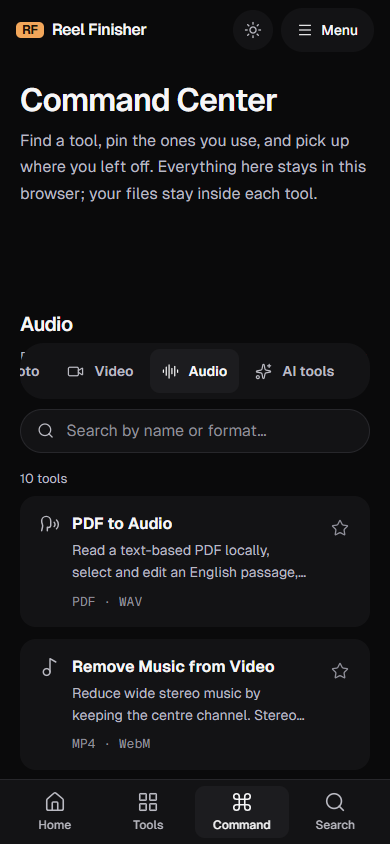 RF Reel Finisher
Menu
Command Center
Find a tool, pin the ones you use, and pick up
where you left off. Everything here stays in this
browser; your files stay inside each tool.
Audio
oto Video Audio AI tools
Search by name or format...
10 tools
PDF to Audio
Read a text-based PDF locally,
select and edit an English passage,...
PDF · WAV
Remove Music from Video
Reduce wide stereo music by
keeping the centre channel. Stereo...
MP4 · WebM
Home Tools Command Search